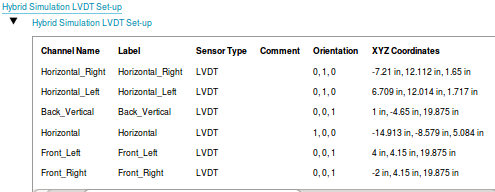 Hybrid Simulation LVDT Set-up
Hybrid Simulation LVDT Set-up
Channel Name Label Sensor Type Comment Orientation XYZ Coordinates
Horizontal_Right Horizontal_Right LVDT 0, 1, 0 -7.21 in, 12.112 in, 1.65 in
Horizontal_Left Horizontal_Left LVDT 0, 1, 0 6.709 in, 12.014 in, 1.717 in
Back_Vertical Back_Vertical LVDT 0, 0, 1 1 in, -4.65 in, 19.875 in
Horizontal Horizontal LVDT 1, 0, 0 -14.913 in, -8.579 in, 5.084 in
Front_Left Front_Left LVDT 0, 0, 1 4 in, 4.15 in, 19.875 in
Front_Right Front_Right LVDT 0, 0, 1 -2 in, 4.15 in, 19.875 in